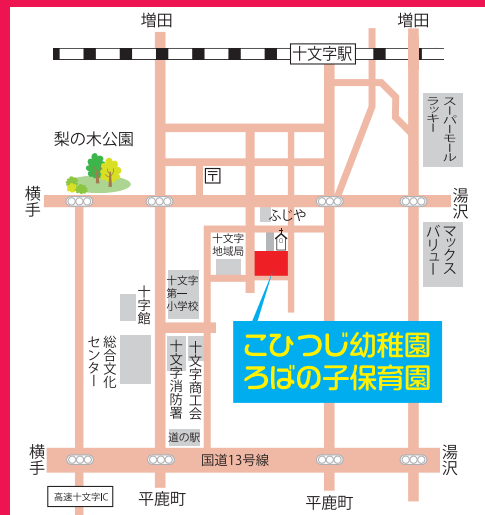 増田
増田
十文字駅
スーパーモール
ラッキー
梨の木公園
〒
横手
湯沢
ふじや
十文字
地域局
マックス
バリュー
十文字
第一
小学校
十字館
総合文化
センター
十文字商工会
十文字消防署
こひつじ幼稚園
ろばの子保育園
道の駅
横手
国道13号線
湯沢
高速十文字IC
平鹿町
平鹿町